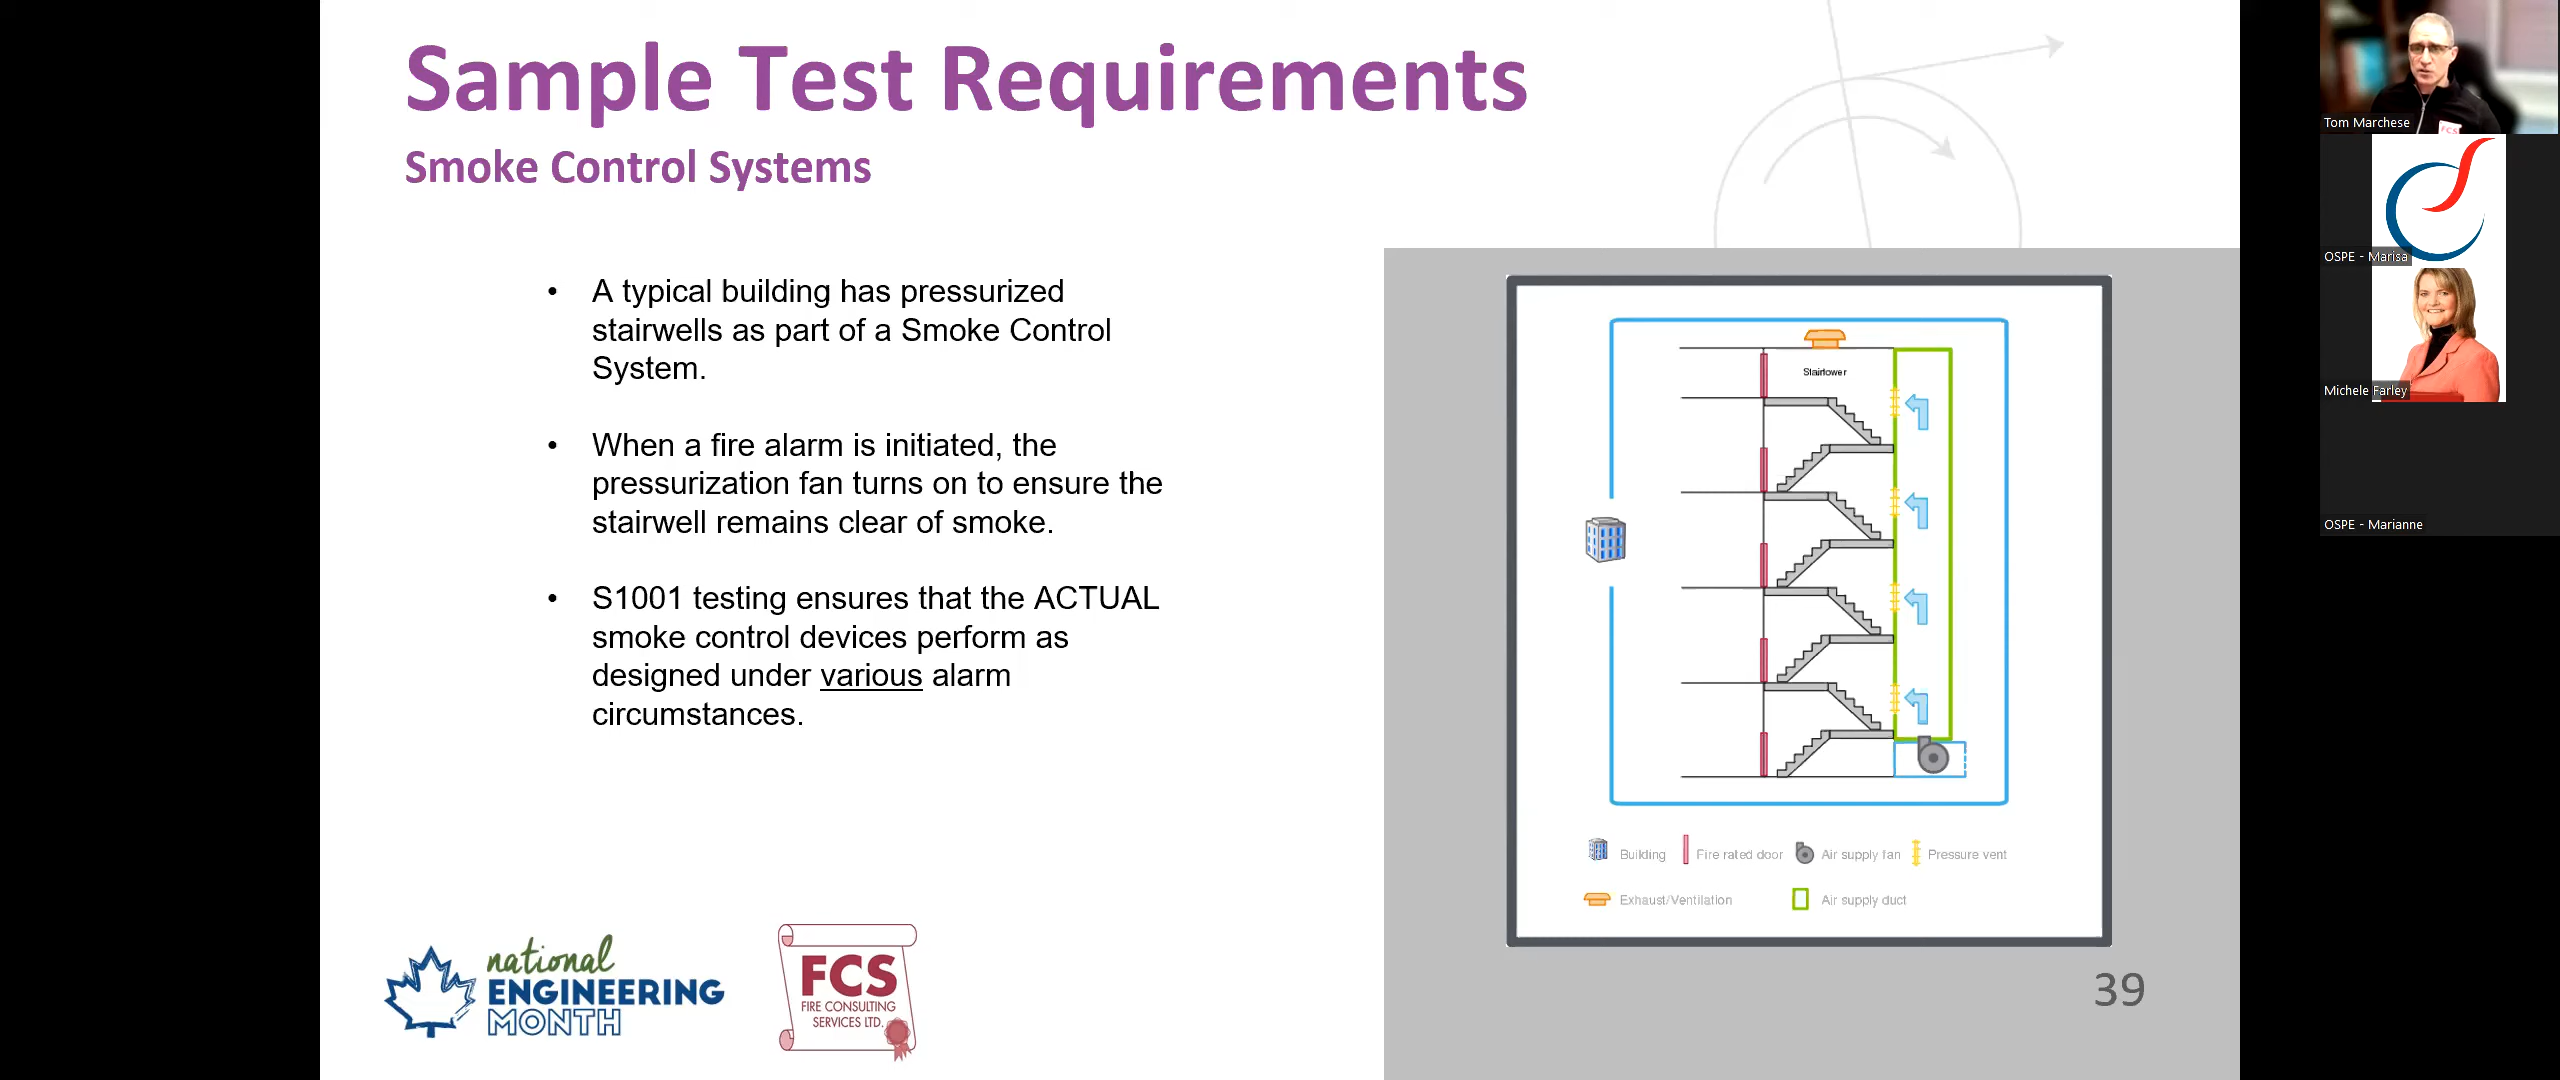 Sample Test Requirements
Smoke Control Systems
• A typical building has pressurized
stairwells as part of a Smoke Control
System.
• When a fire alarm is initiated, the
pressurization fan turns on to ensure the
stairwell remains clear of smoke.
• S1001 testing ensures that the ACTUAL
smoke control devices perform as
designed under various alarm
circumstances.
Stairtower
Building
Fire rated door
Air supply fan
Pressure vent
Exhaust/Ventilation
Air supply duct
national
ENGINEERING
MONTH
FCS
FIRE CONSULTING
SERVICES LTD.
39
Tom Marchese
FCS
OSPE - Marisa
Michele Farley
OSPE - Marianne